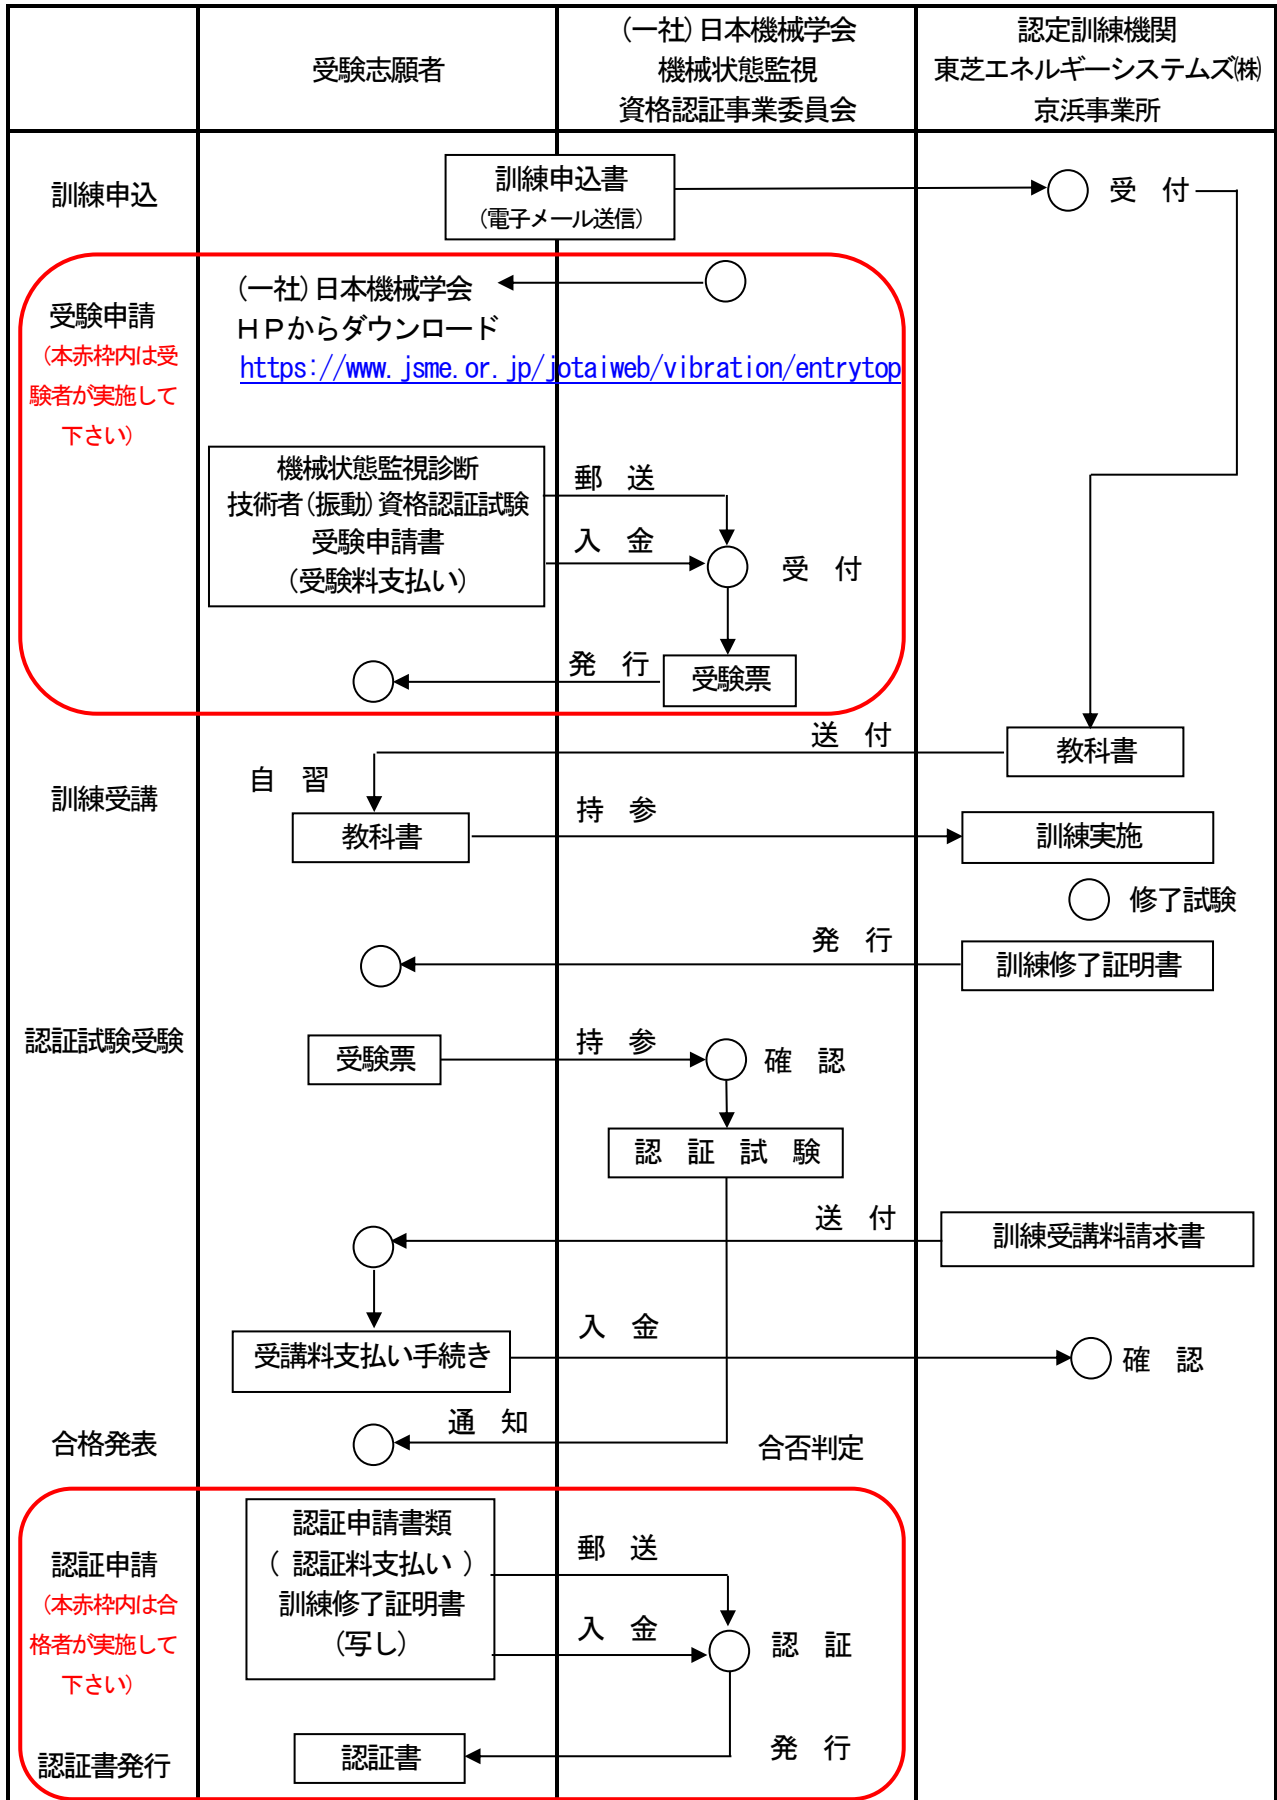 受験志願者
(一社)日本機械学会
機械状態監視
資格認証事業委員会
認定訓練機関
東芝エネルギーシステムズ㈱
京浜事業所
訓練申込
訓練申込書
(電子メール送信)
受　付
受験申請
(本赤枠内は受
験者が実施して
下さい)
(一社)日本機械学会
ＨＰからダウンロード
https://www.jsme.or.jp/jotaiweb/vibration/entrytop
機械状態監視診断
技術者(振動)資格認証試験
受験申請書
(受験料支払い)
郵　送
入　金
受　付
発　行
受験票
送　付
教科書
訓練受講
自　習
教科書
持　参
訓練実施
修了試験
発　行
訓練修了証明書
認証試験受験
受験票
持　参
確　認
認　証　試　験
送　付
訓練受講料請求書
受講料支払い手続き
入　金
確　認
合格発表
通　知
合否判定
認証申請
(本赤枠内は合
格者が実施して
下さい)
認証申請書類
( 認証料支払い )
訓練修了証明書
(写し)
郵　送
入　金
認　証
認証書発行
認証書
発　行